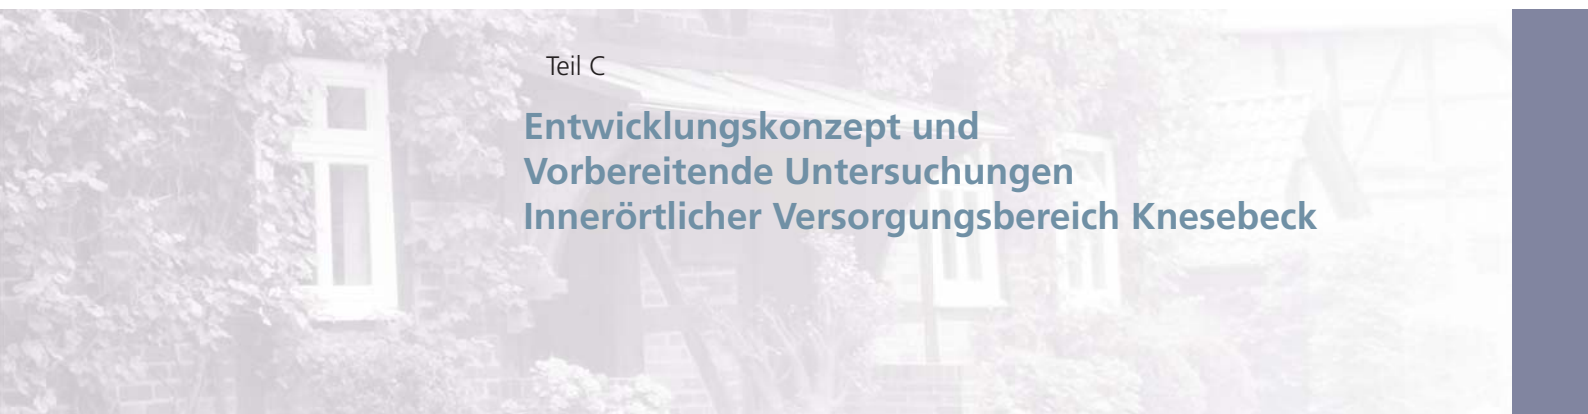 Teil C
Entwicklungskonzept und
Vorbereitende Untersuchungen
Innerörtlicher Versorgungsbereich Knesebeck